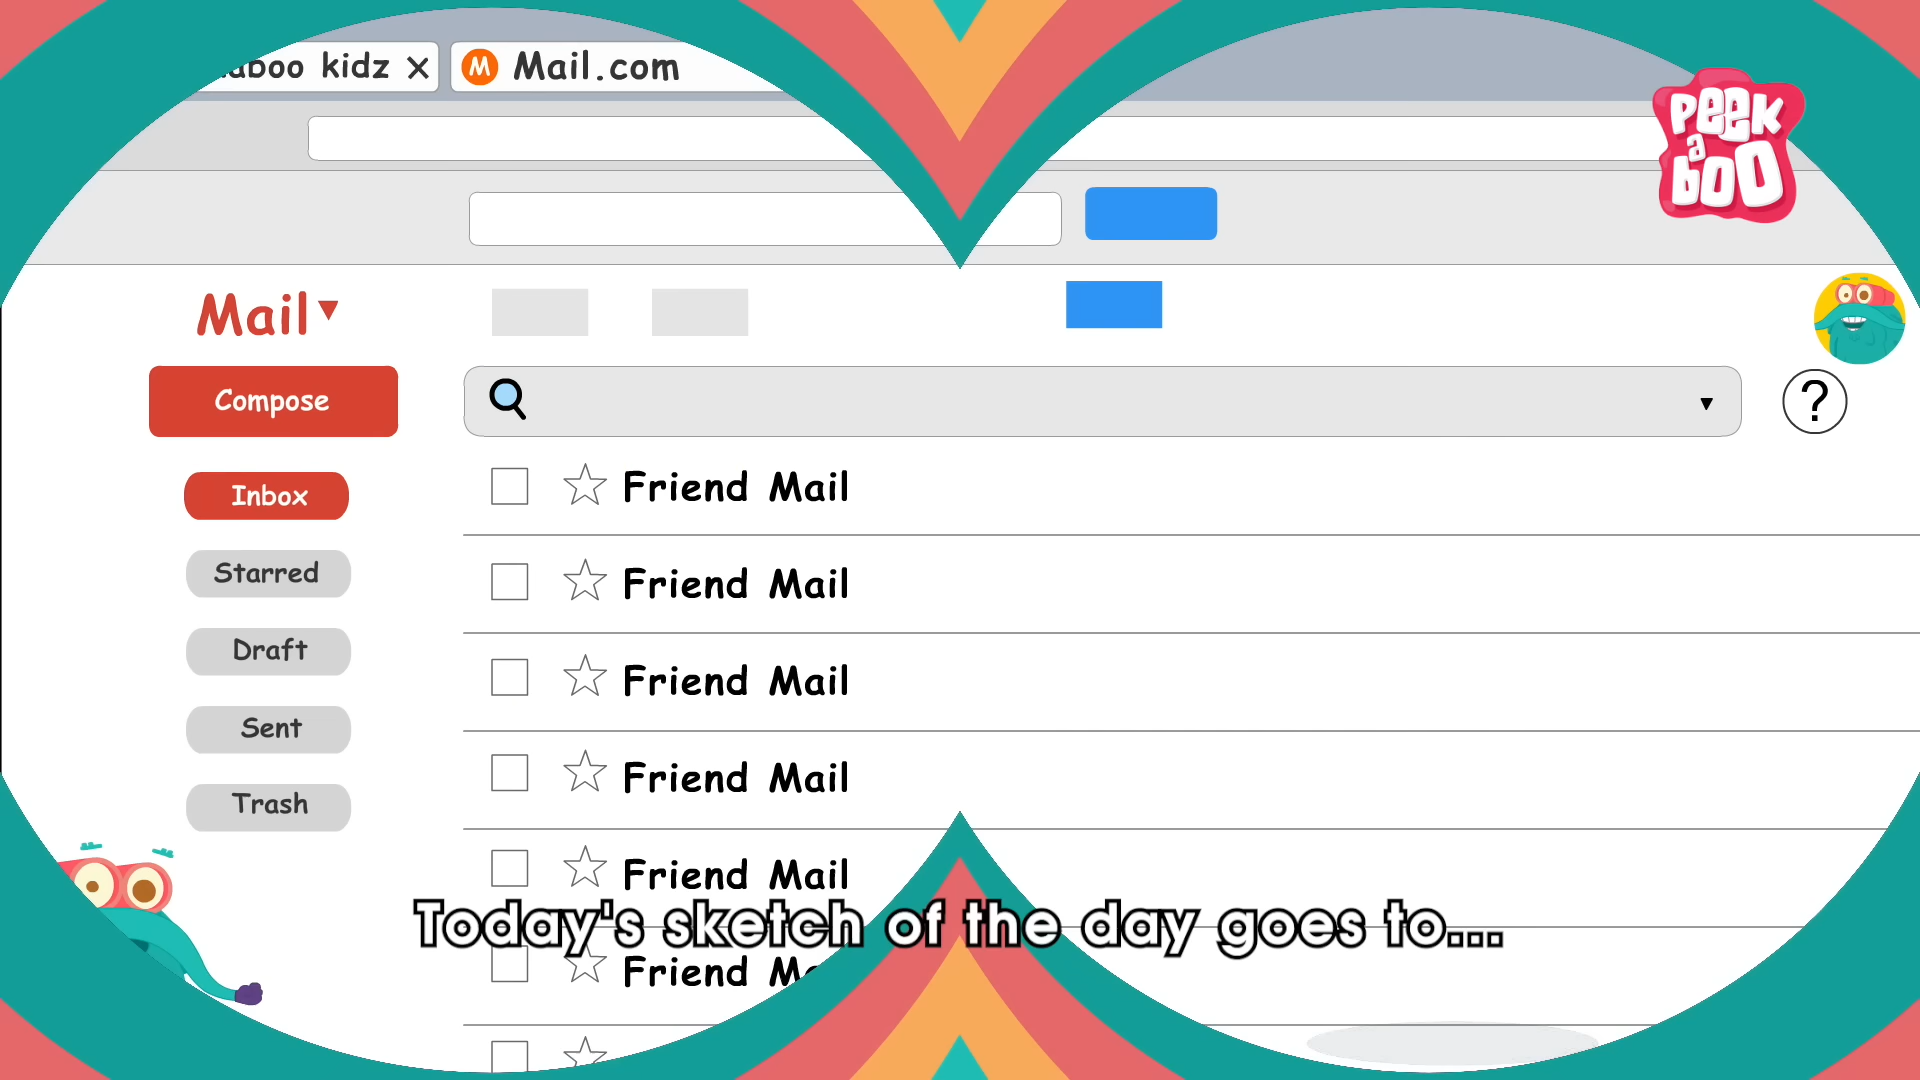 kidz X
M Mail.com
PEEK
a
BOO
Mail
Compose
?
Inbox
Friend Mail
Starred
Friend Mail
Draft
Friend Mail
Sent
Friend Mail
Trash
Friend Mail
Today's sketch of the day goes to...
Friend